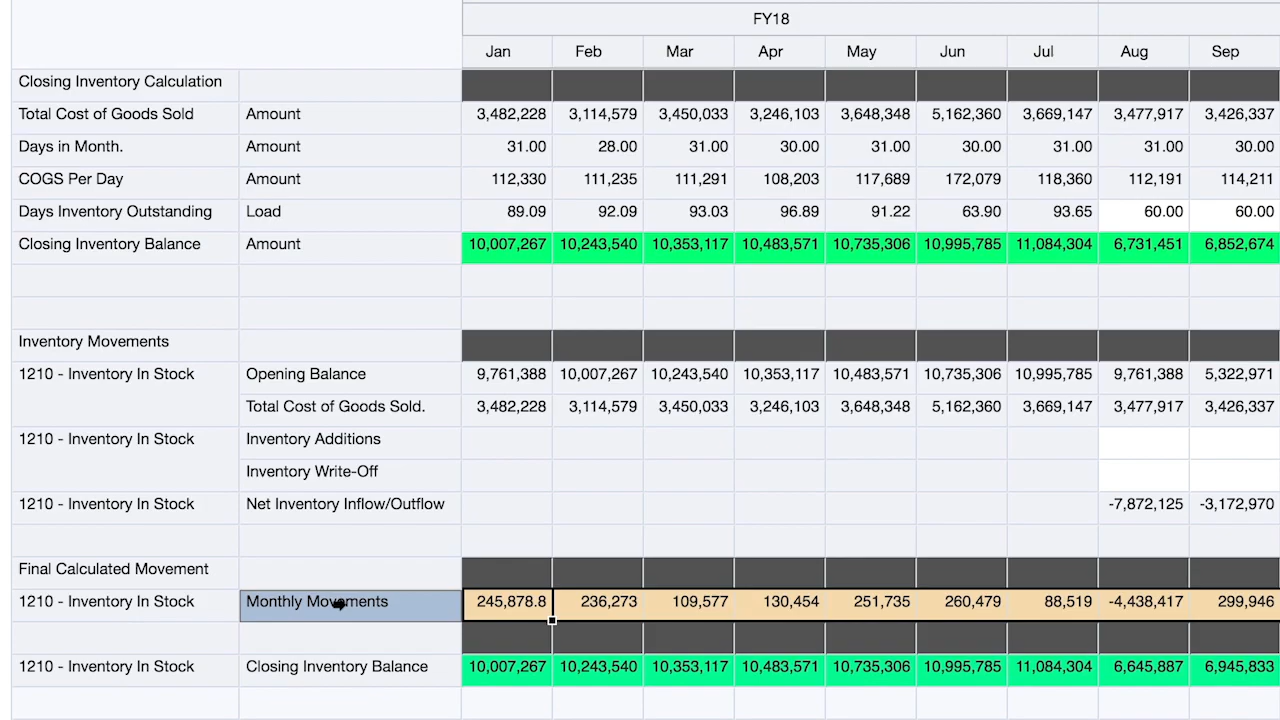 FY18
Jan Feb Mar Apr May Jun Jul Aug Sep
Closing Inventory Calculation
Total Cost of Goods Sold Amount 3,482,228 3,114,579 3,450,033 3,246,103 3,648,348 5,162,360 3,669,147 3,477,917 3,426,337
Days in Month. Amount 31.00 28.00 31.00 30.00 31.00 30.00 31.00 31.00 30.00
COGS Per Day Amount 112,330 111,235 111,291 108,203 117,689 172,079 118,360 112,191 114,211
Days Inventory Outstanding Load 89.09 92.09 93.03 96.89 91.22 63.90 93.65 60.00 60.00
Closing Inventory Balance Amount 10,007,267 10,243,540 10,353,117 10,483,571 10,735,306 10,995,785 11,084,304 6,731,451 6,852,674
Inventory Movements
1210 - Inventory In Stock Opening Balance 9,761,388 10,007,267 10,243,540 10,353,117 10,483,571 10,735,306 10,995,785 9,761,388 5,322,971
Total Cost of Goods Sold. 3,482,228 3,114,579 3,450,033 3,246,103 3,648,348 5,162,360 3,669,147 3,477,917 3,426,337
1210 - Inventory In Stock Inventory Additions
Inventory Write-Off
1210 - Inventory In Stock Net Inventory Inflow/Outflow -7,872,125 -3,172,970
Final Calculated Movement
1210 - Inventory In Stock Monthly Movements 245,878.8 236,273 109,577 130,454 251,735 260,479 88,519 -4,438,417 299,946
1210 - Inventory In Stock Closing Inventory Balance 10,007,267 10,243,540 10,353,117 10,483,571 10,735,306 10,995,785 11,084,304 6,645,887 6,945,833